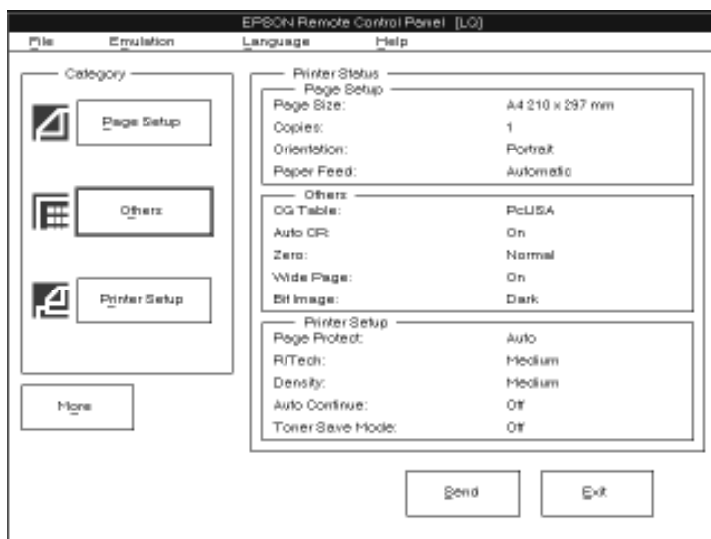 EPSON Remote Control Panel [LQ]
File Emulation Language Help
Category
Page Setup
Others
Printer Setup
More
Printer Status
Page Setup
Page Size: A4 210 x 297 mm
Copies: 1
Orientation: Portrait
Paper Feed: Automatic
Others
CG Table: PcUSA
Auto CR: On
Zero: Normal
Wide Page: On
Bit Image: Dark
Printer Setup
Page Protect: Auto
RITech: Medium
Density: Medium
Auto Continue: Off
Toner Save Mode: Off
Send Exit